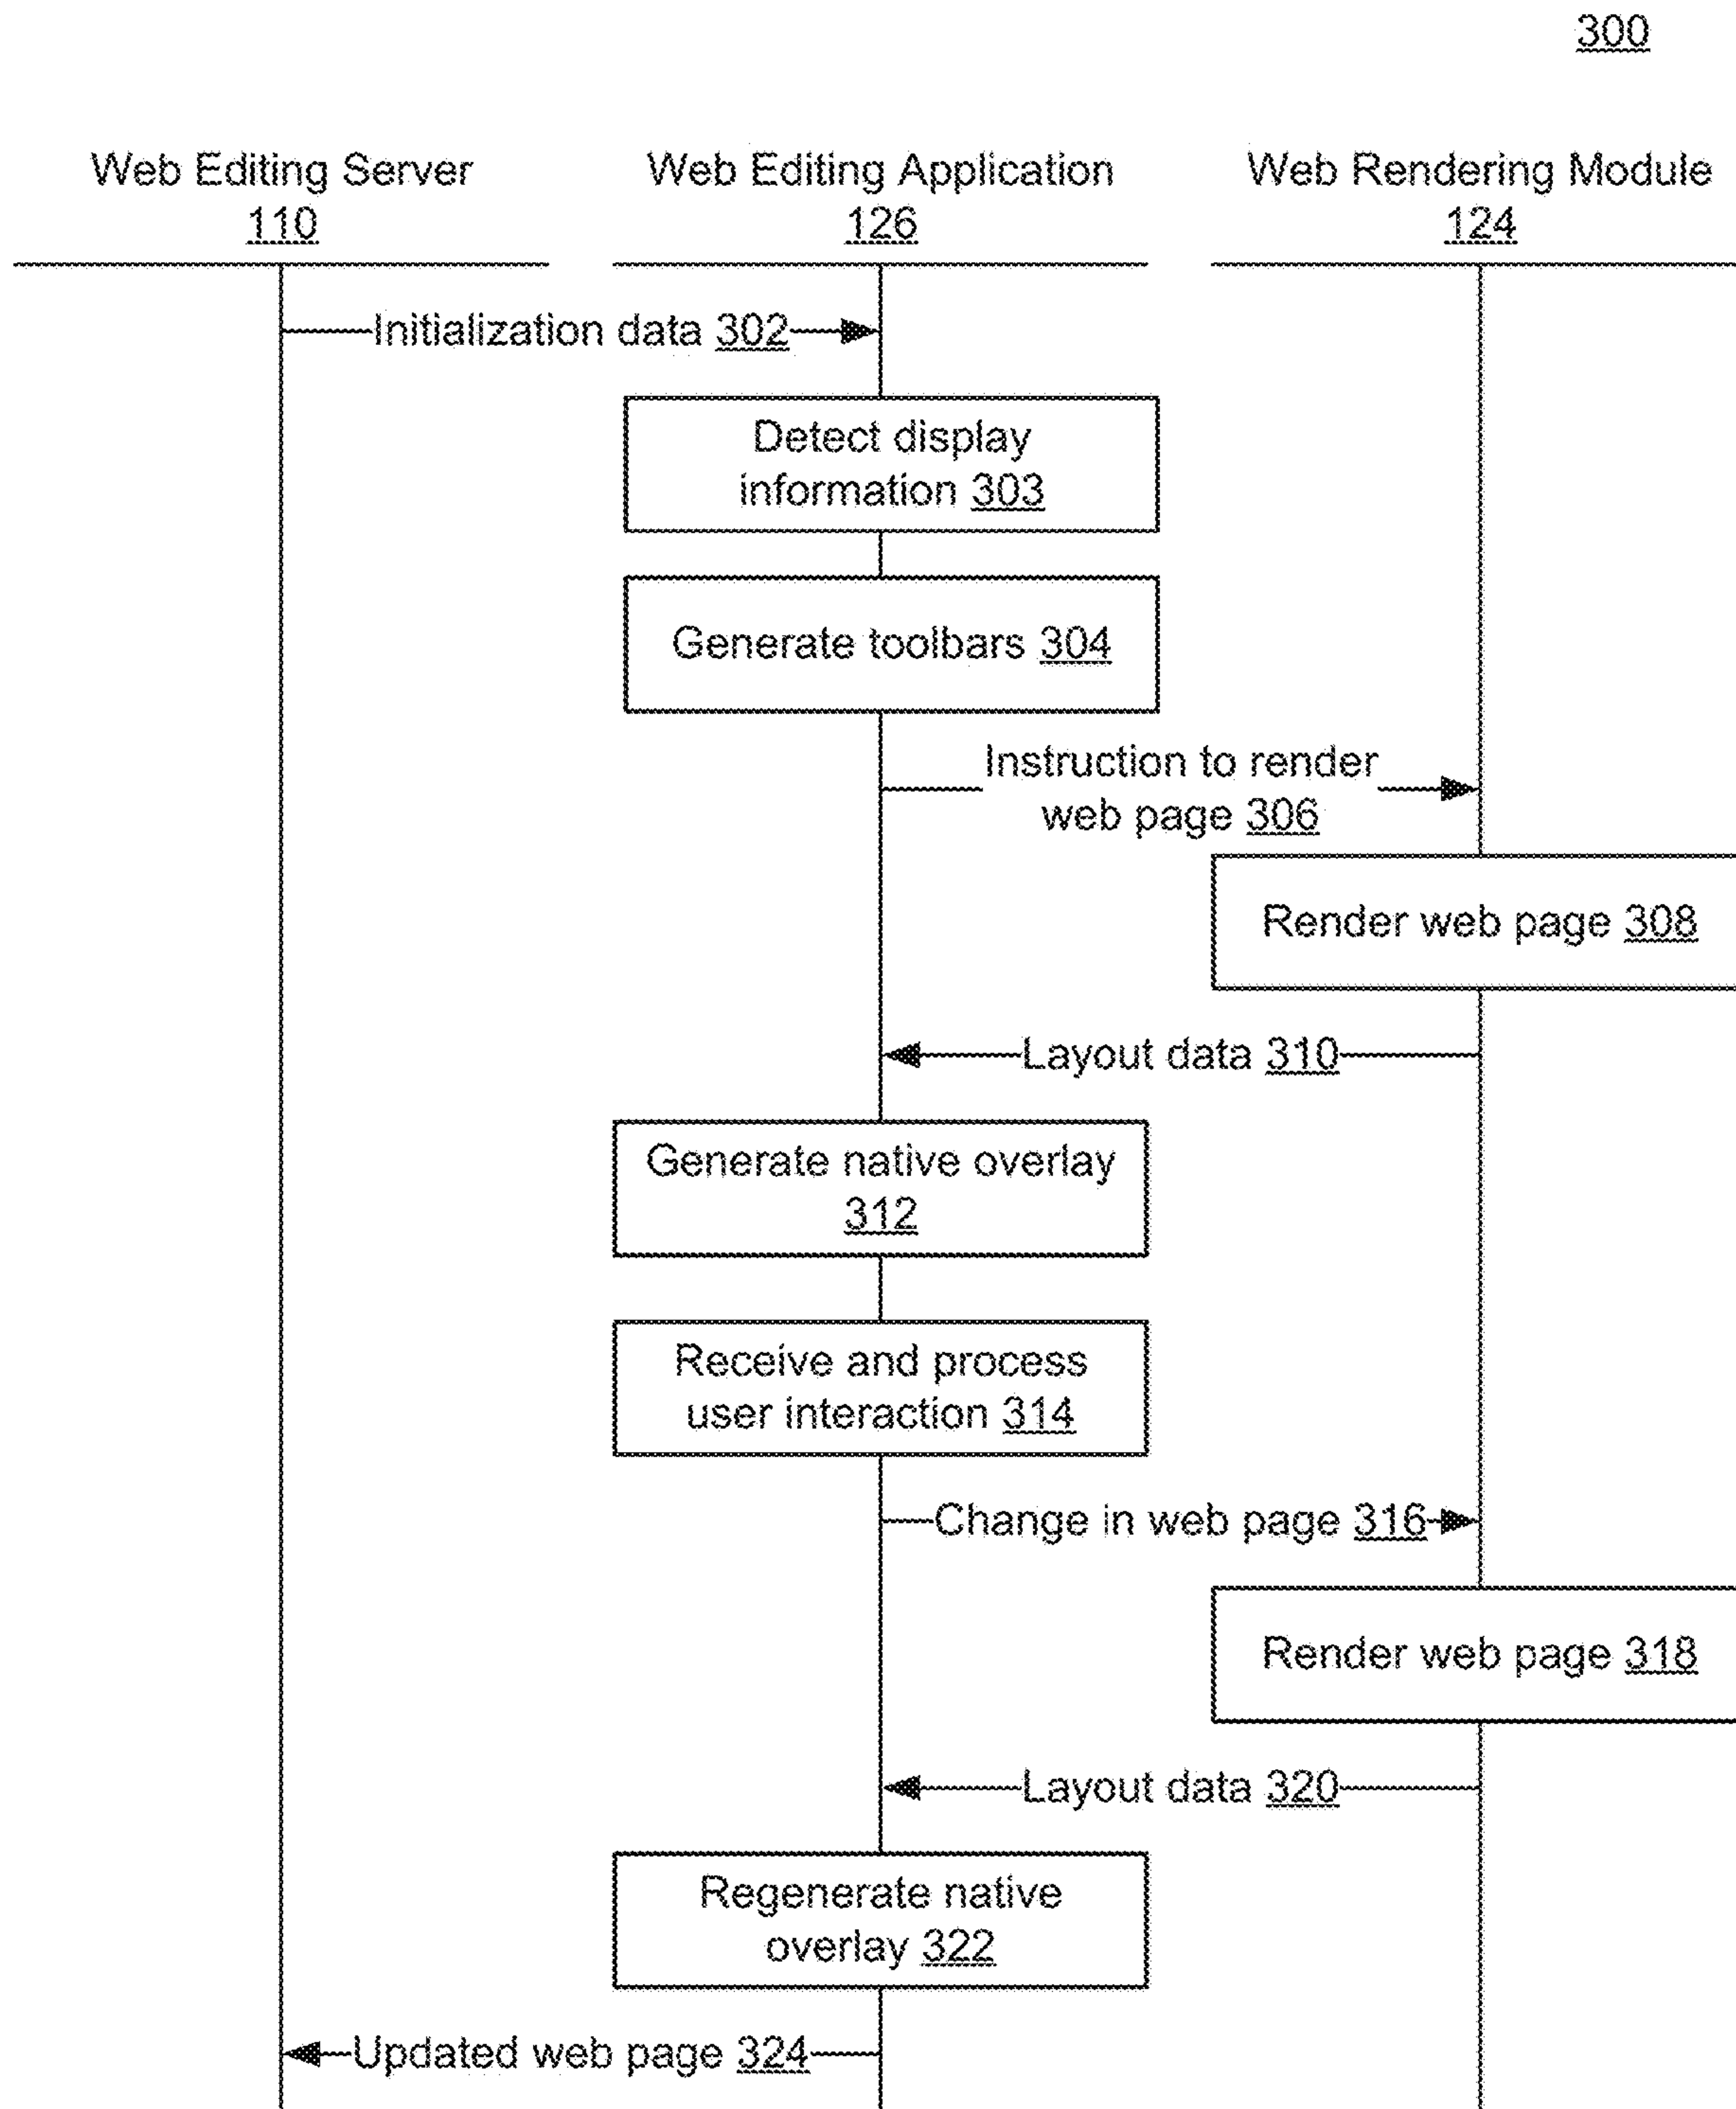 300
Web Editing Server
110
Web Editing Application
126
Web Rendering Module
124
Initialization data 302
Detect display
information 303
Generate toolbars 304
Instruction to render
web page 306
Render web page 308
Layout data 310
Generate native overlay
312
Receive and process
user interaction 314
Change in web page 316
Render web page 318
Layout data 320
Regenerate native
overlay 322
Updated web page 324